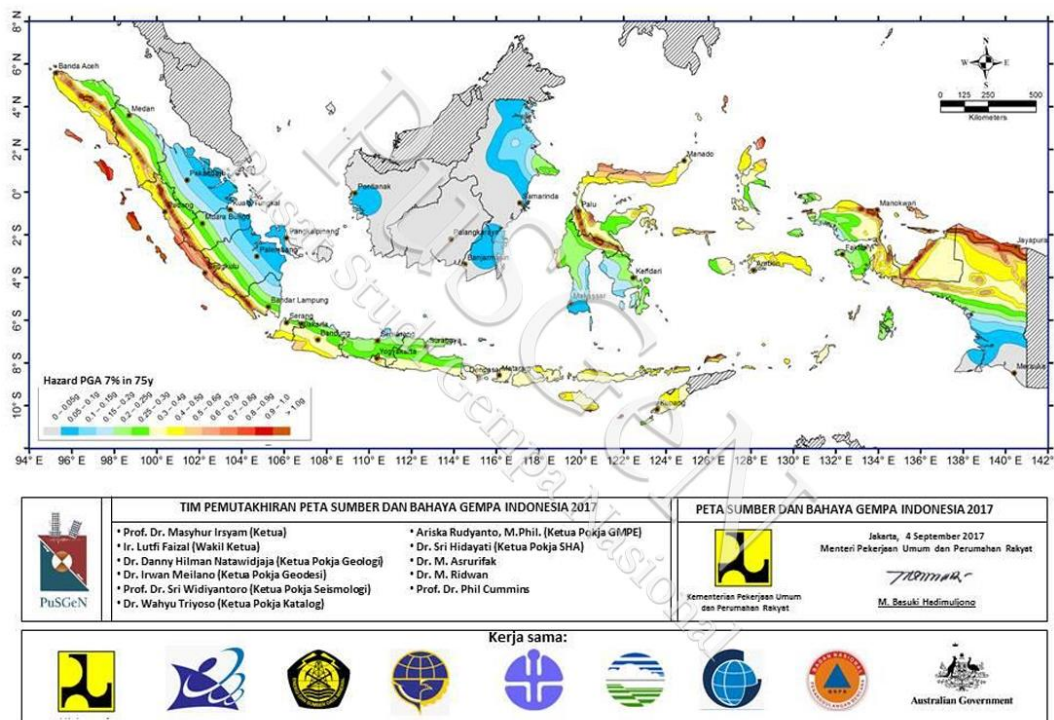 8° N
6° N
4° N
2° N
0°
2° S
4° S
6° S
8° S
10° S
94° E 96° E 98° E 100° E 102° E 104° E 106° E 108° E 110° E 112° E 114° E 116° E 118° E 120° E 122° E 124° E 126° E 128° E 130° E 132° E 134° E 136° E 138° E 140° E 142°
N
W E
S
0 125 250 500
Kilometers
Banda Aceh
Medan
Pekanbaru
Padang
Muara Bungo
Kuala Tungkal
Pangkalpinang
Palembang
Bengkulu
Bandar Lampung
Serang
Jakarta
Bandung
Semarang
Yogyakarta
Surabaya
Denpasar
Mataram
Kupang
Pontianak
Palangkaraya
Banjarmasin
Samarinda
Palu
Manado
Makassar
Kendari
Ambon
Manokwari
Jayapura
Merauke
Hazard PGA 7% in 75y
0 – 0.05g
0.05 – 0.1g
0.1 – 0.15g
0.15 – 0.2g
0.2 – 0.25g
0.25 – 0.3g
0.3 – 0.4g
0.4 – 0.5g
0.5 – 0.6g
0.6 – 0.7g
0.7 – 0.8g
0.8 – 0.9g
0.9 – 1.0
> 1.0g
PuSGeN
Pusat Studi Gempa Nasional
TIM PEMUTAKHIRAN PETA SUMBER DAN BAHAYA GEMPA INDONESIA 2017
• Prof. Dr. Masyhur Irsyam (Ketua)
• Ir. Lutfi Faizal (Wakil Ketua)
• Dr. Danny Hilman Natawidjaja (Ketua Pokja Geologi)
• Dr. Irwan Meilano (Ketua Pokja Geodesi)
• Prof. Dr. Sri Widiyantoro (Ketua Pokja Seismologi)
• Dr. Wahyu Triyoso (Ketua Pokja Katalog)
• Ariska Rudyanto, M.Phil. (Ketua Pokja GMPE)
• Dr. Sri Hidayati (Ketua Pokja SHA)
• Dr. M. Asrurifak
• Dr. M. Ridwan
• Prof. Dr. Phil Cummins
PuSGeN
PETA SUMBER DAN BAHAYA GEMPA INDONESIA 2017
Jakarta, 4 September 2017
Menteri Pekerjaan Umum dan Perumahan Rakyat
Kementerian Pekerjaan Umum
dan Perumahan Rakyat
M. Basuki Hadimuljono
Kerja sama:
Australian Government